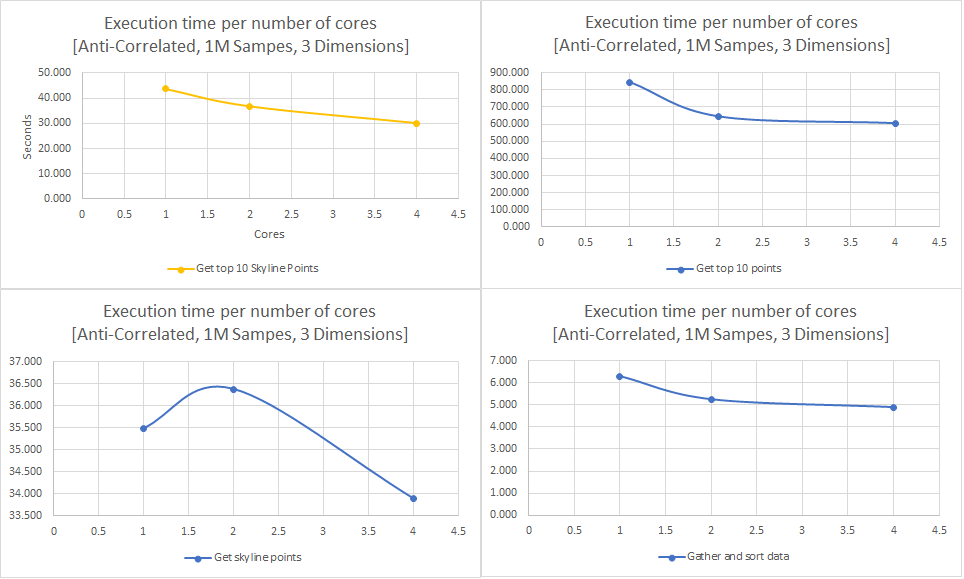 Execution time per number of cores
[Anti-Correlated, 1M Sampes, 3 Dimensions]
50.000
40.000
30.000
20.000
10.000
0.000
Seconds
0 0.5 1 1.5 2 2.5 3 3.5 4 4.5
Cores
Get top 10 Skyline Points
Execution time per number of cores
[Anti-Correlated, 1M Sampes, 3 Dimensions]
900.000
800.000
700.000
600.000
500.000
400.000
300.000
200.000
100.000
0.000
0 0.5 1 1.5 2 2.5 3 3.5 4 4.5
Get top 10 points
Execution time per number of cores
[Anti-Correlated, 1M Sampes, 3 Dimensions]
37.000
36.500
36.000
35.500
35.000
34.500
34.000
33.500
0 0.5 1 1.5 2 2.5 3 3.5 4 4.5
Get skyline points
Execution time per number of cores
[Anti-Correlated, 1M Sampes, 3 Dimensions]
7.000
6.000
5.000
4.000
3.000
2.000
1.000
0.000
0 0.5 1 1.5 2 2.5 3 3.5 4 4.5
Gather and sort data